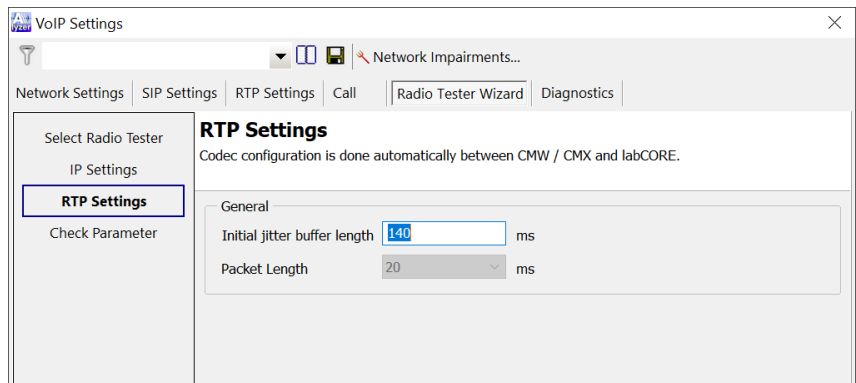 VoIP Settings
Network Impairments...
Network Settings SIP Settings RTP Settings Call Radio Tester Wizard Diagnostics
Select Radio Tester
IP Settings
RTP Settings
Check Parameter
RTP Settings
Codec configuration is done automatically between CMW / CMX and labCORE.
General
Initial jitter buffer length 140 ms
Packet Length 20 ms